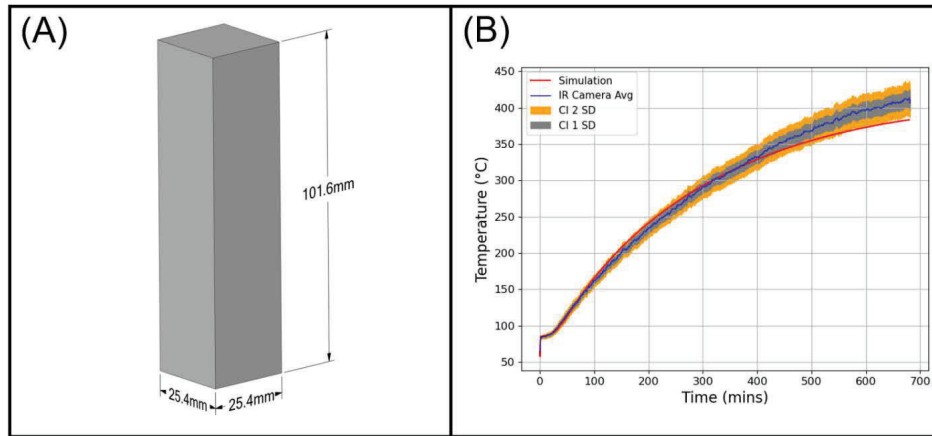 (A)
101.6mm
25.4mm
25.4mm
(B)
450
400
350
300
250
200
150
100
50
Temperature (°C)
Simulation
IR Camera Avg
CI 2 SD
CI 1 SD
0 100 200 300 400 500 600 700
Time (mins)